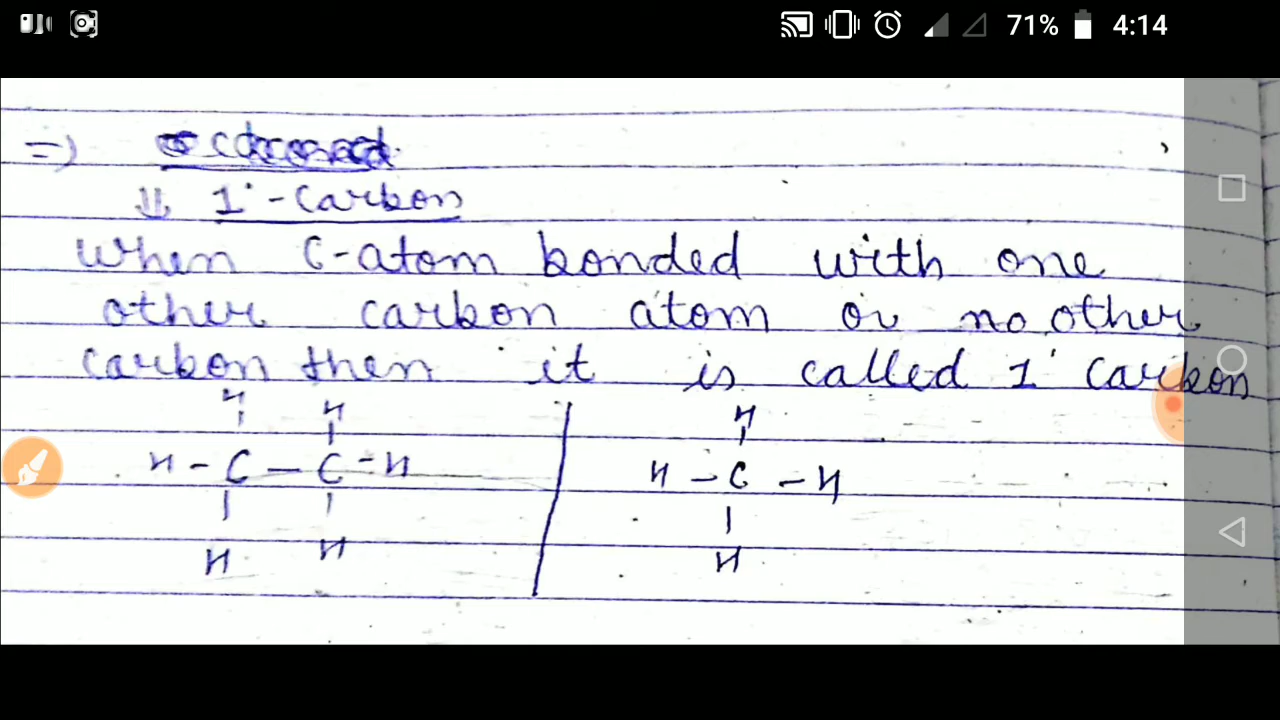 71% 4:14
=)
⇓ 1° - Carbon
When C-atom bonded with one
other carbon atom or no other
carbon then it is called 1° carbon
H H H
H - C - C - H H - C - H
H H H